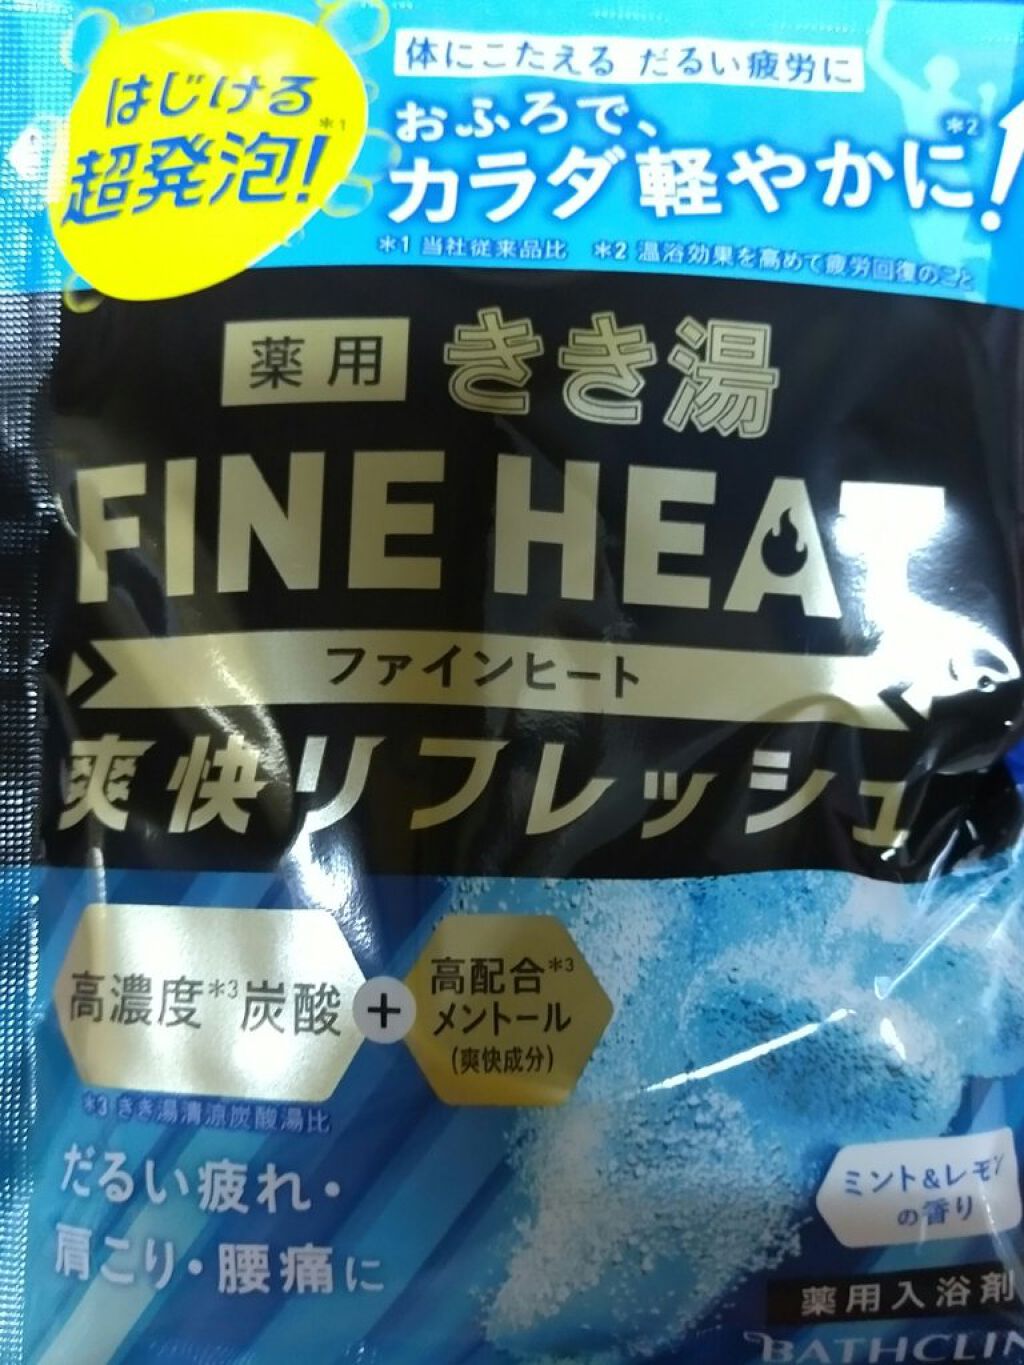 はじける
超発泡!*1
体にこたえる だるい疲労に
おふろで、
カラダ軽やかに!*2
*1 当社従来品比 *2 温浴効果を高めて疲労回復のこと
薬用 きき湯
FINE HEAT
ファインヒート
爽快リフレッシュ
高濃度*3炭酸
+
高配合*3
メントール
(爽快成分)
*3 きき湯清涼炭酸湯比
だるい疲れ・
肩こり・腰痛に
ミント&レモン
の香り
薬用入浴剤
BATHCLIN